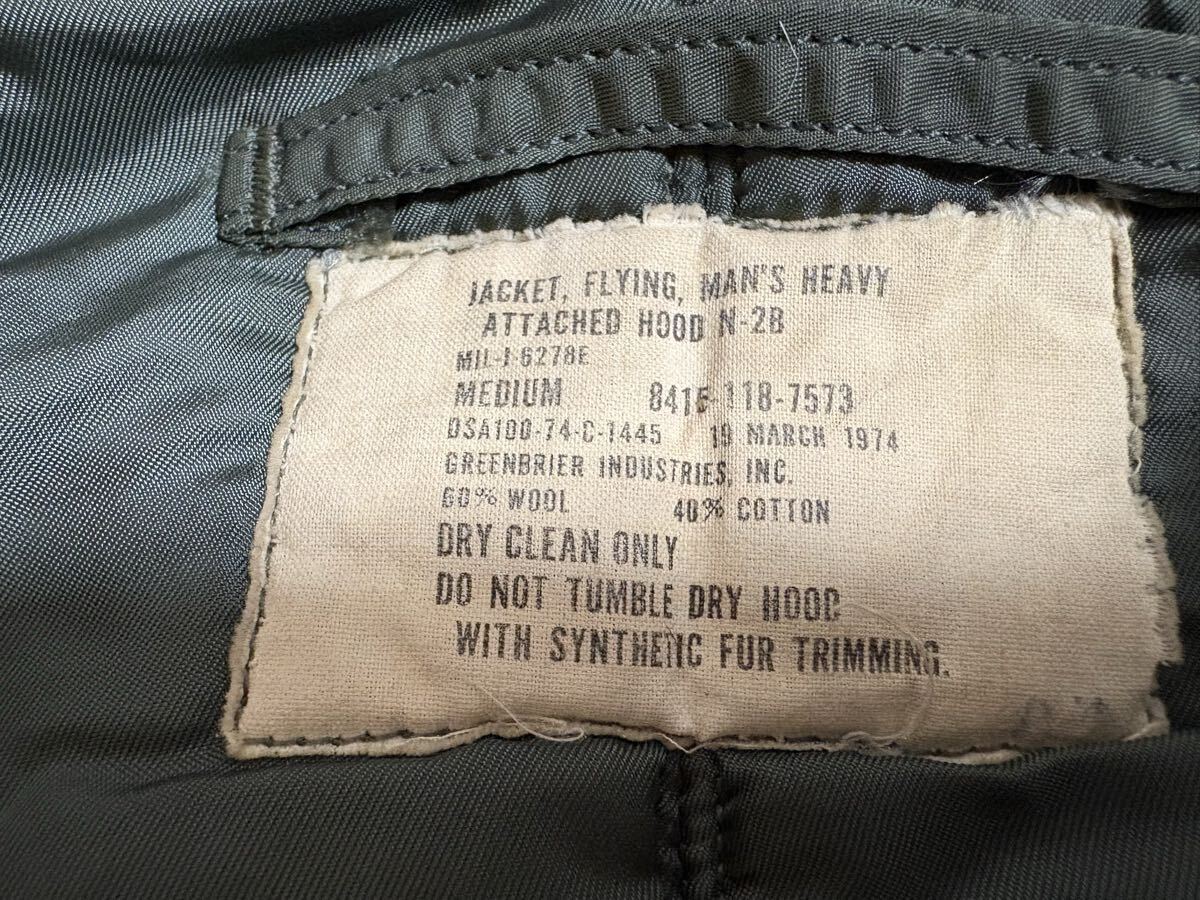 JACKET, FLYING, MAN'S HEAVY
ATTACHED HOOD N-2B
MIL-J 6278E
MEDIUM 8415-118-7573
DSA100-74-C-1445 19 MARCH 1974
GREENBRIER INDUSTRIES, INC.
60% WOOL 40% COTTON
DRY CLEAN ONLY
DO NOT TUMBLE DRY HOOD
WITH SYNTHETIC FUR TRIMMING.